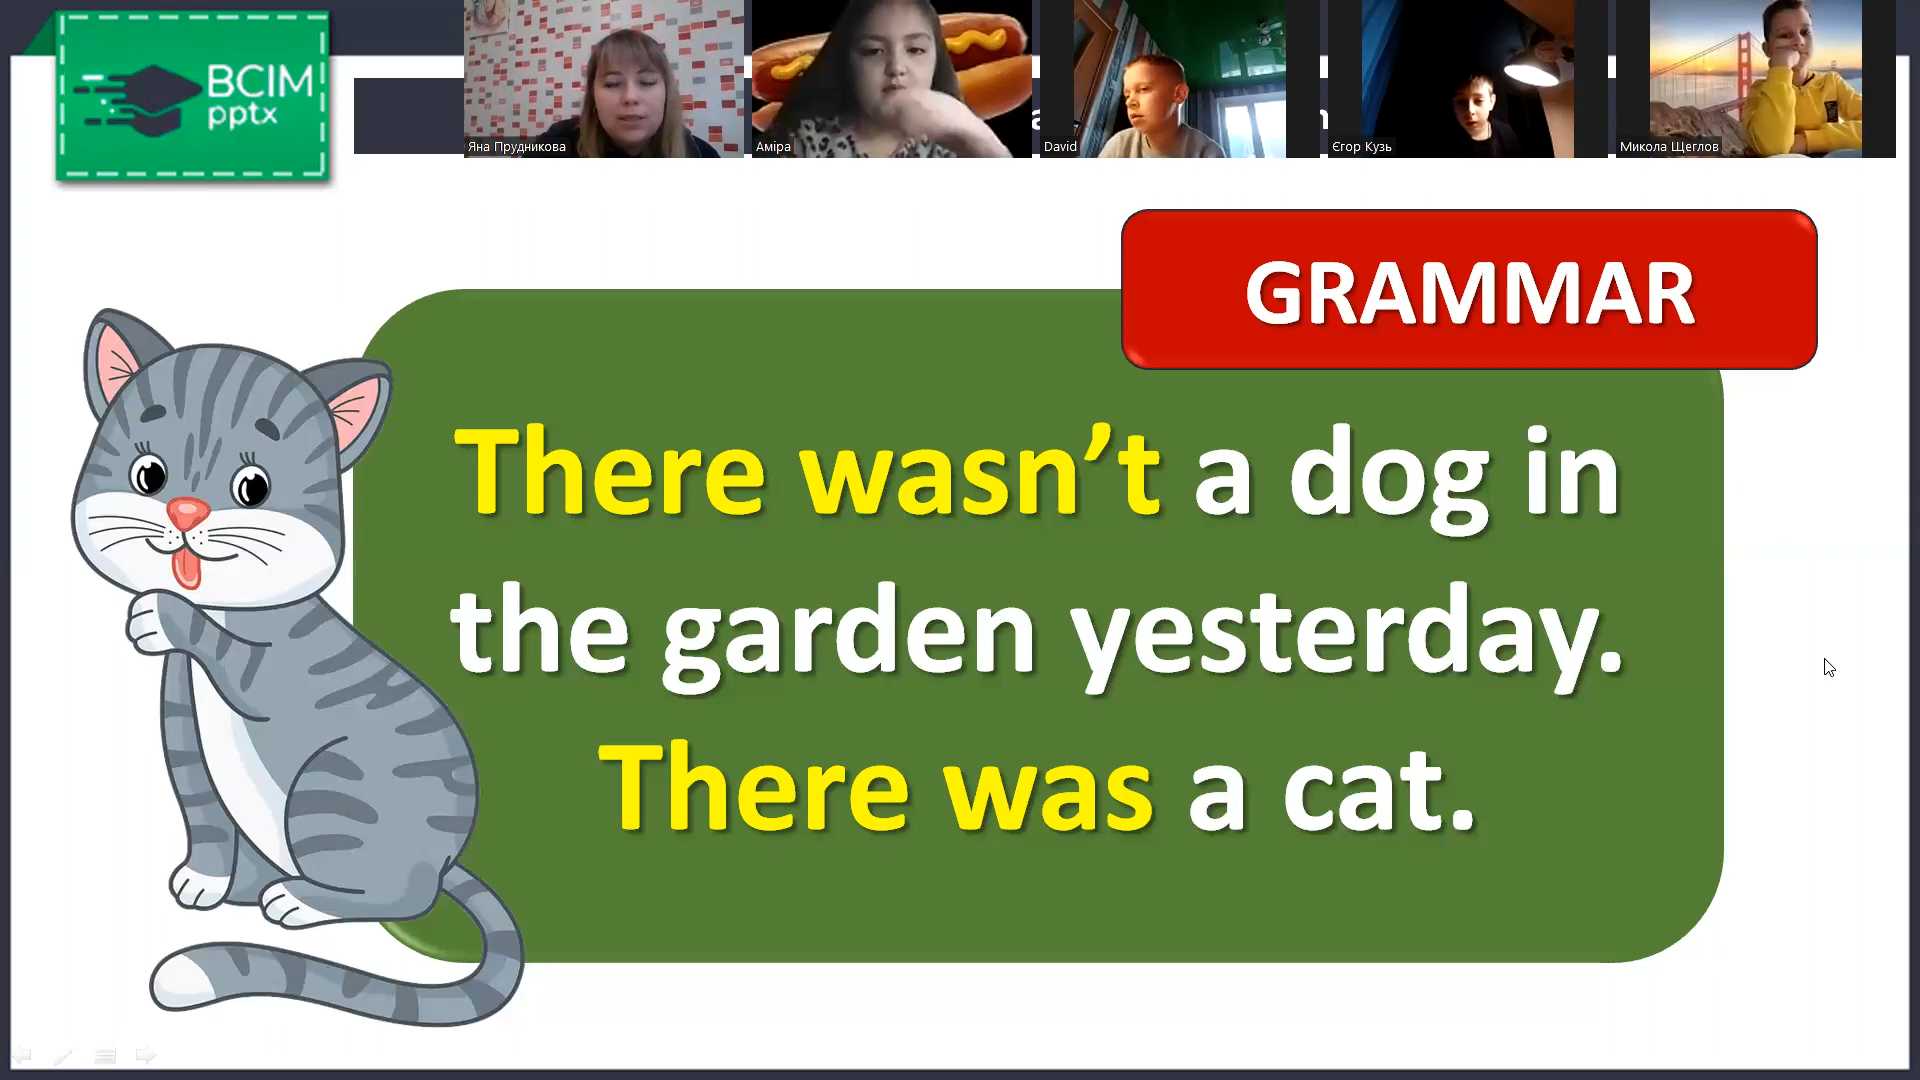 ВСІМ
pptx
Яна Прудникова
Аміра
David
Єгор Кузь
Микола Щеглов
GRAMMAR
There wasn’t a dog in
the garden yesterday.
There was a cat.